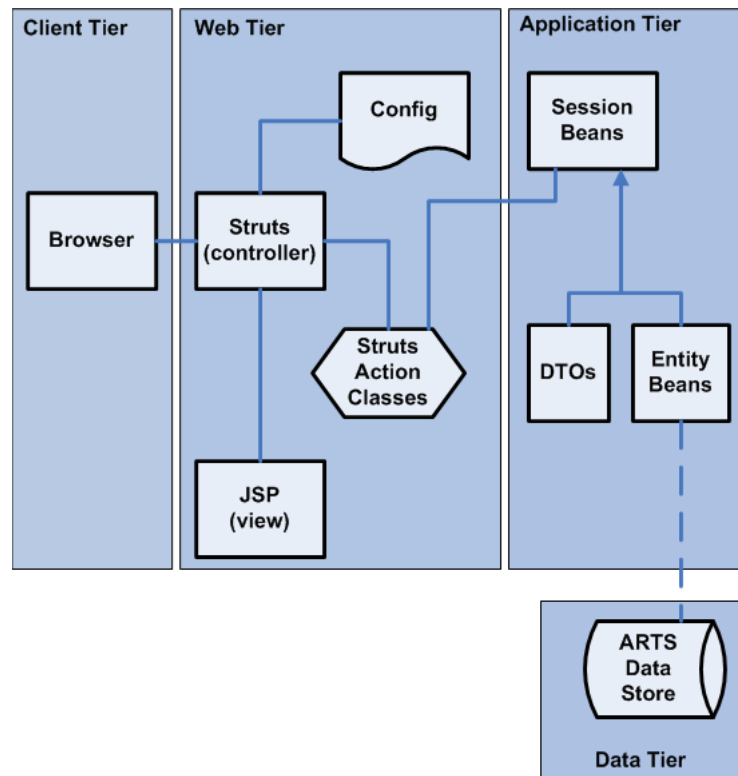 Client Tier
Web Tier
Application Tier
Config
Session
Beans
Browser
Struts
(controller)
Struts
Action
Classes
DTOs
Entity
Beans
JSP
(view)
ARTS
Data
Store
Data Tier